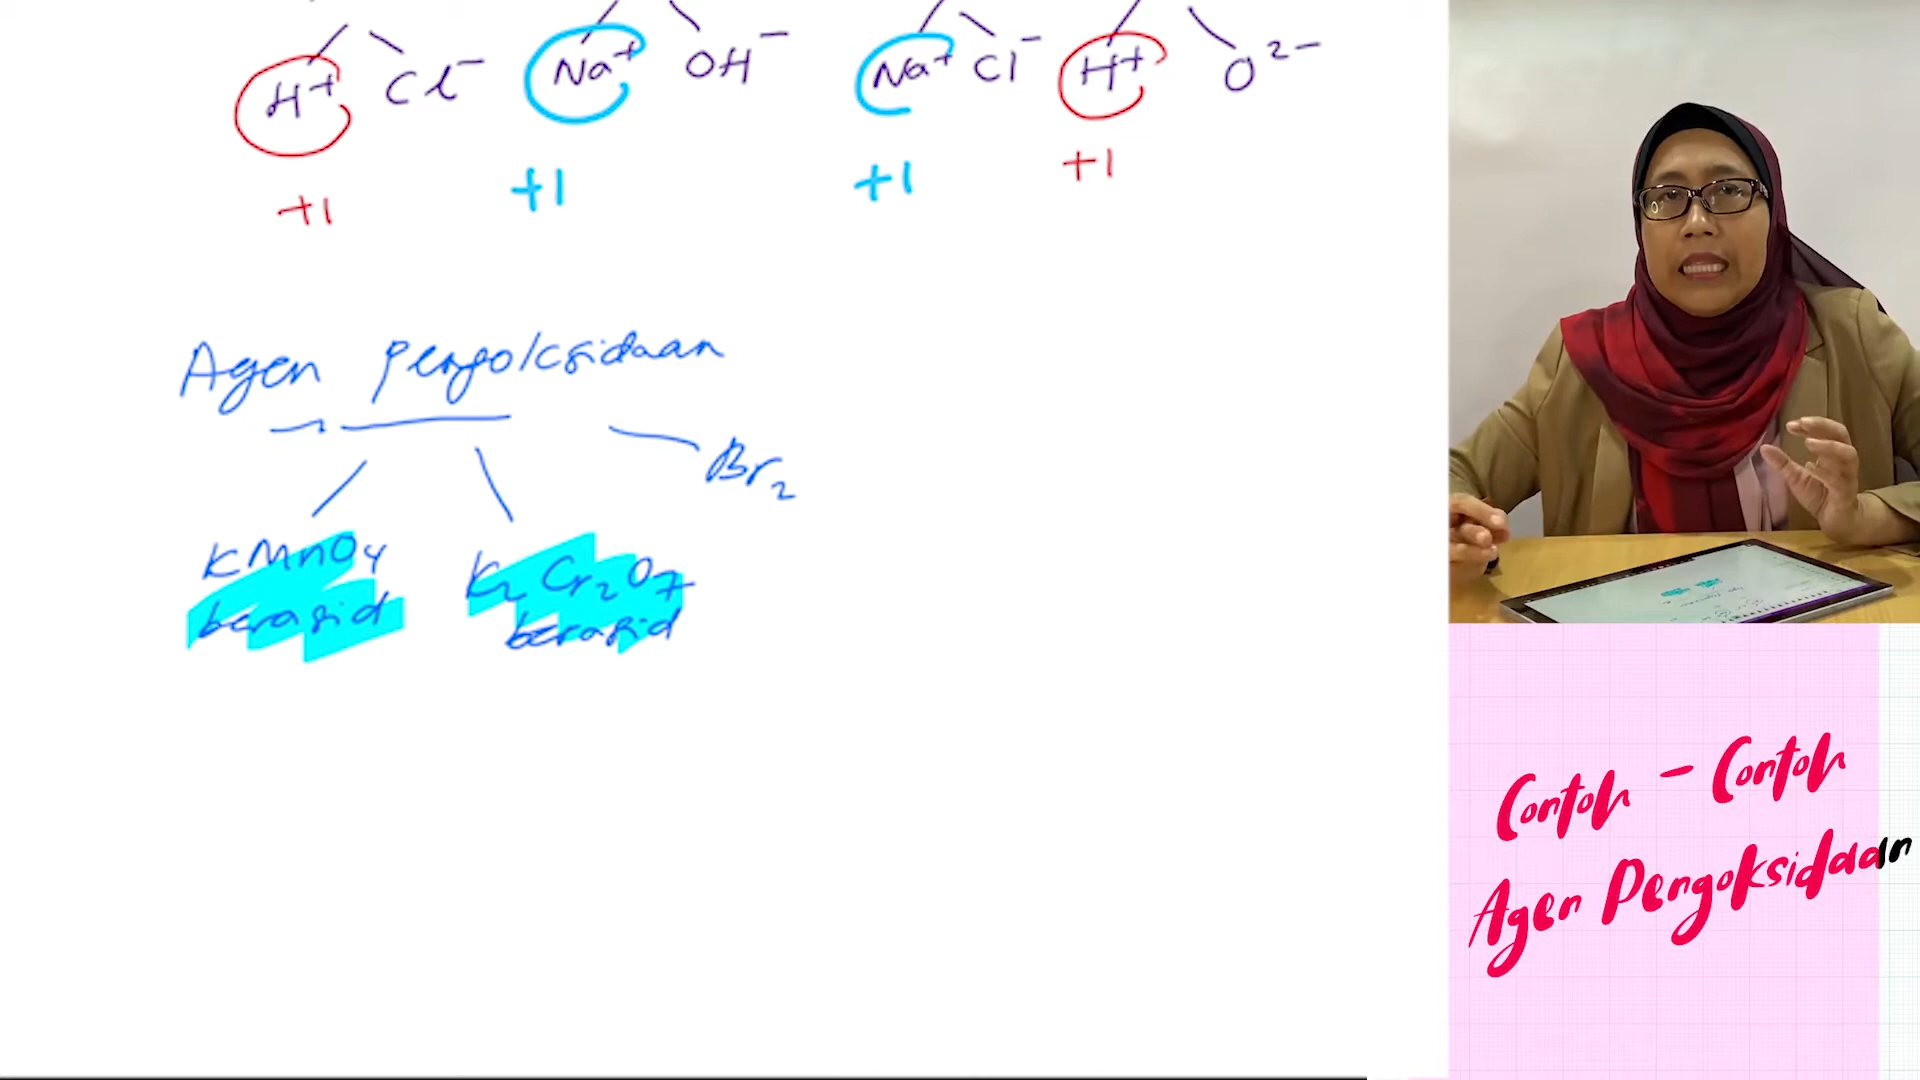 H⁺ Cl⁻ Na⁺ OH⁻ Na⁺ Cl⁻ H⁺ O²⁻
+1 +1 +1 +1
Agen Pengoksidaan
Br₂
KMnO₄ K₂Cr₂O₇
berasid berasid
Contoh - Contoh
Agen Pengoksidaan